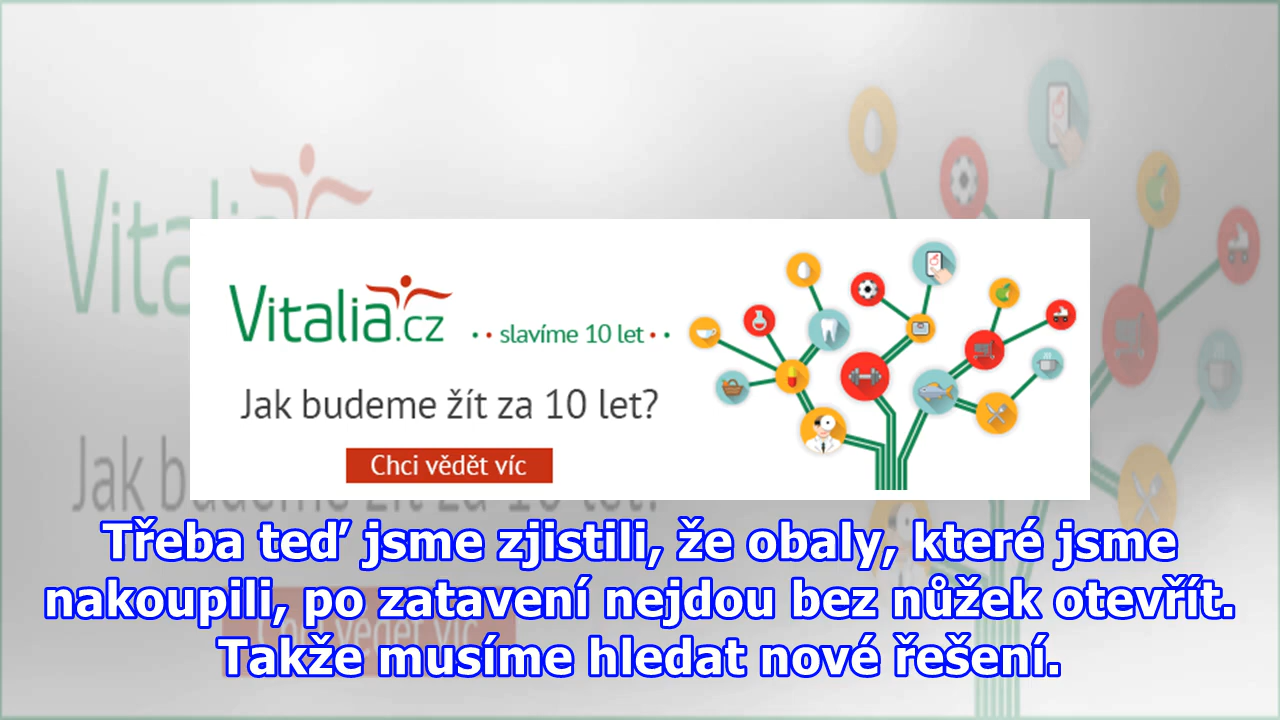 Vitalia.cz
slavíme 10 let
Jak budeme žít za 10 let?
Chci vědět víc
Třeba teď jsme zjistili, že obaly, které jsme
nakoupili, po zatavení nejdou bez nůžek otevřít.
Takže musíme hledat nové řešení.